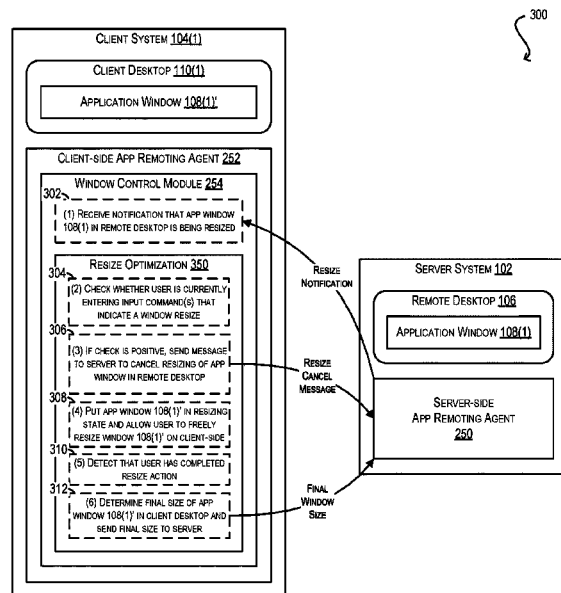 300
CLIENT SYSTEM 104(1)
CLIENT DESKTOP 110(1)
APPLICATION WINDOW 108(1)'
CLIENT-SIDE APP REMOTING AGENT 252
WINDOW CONTROL MODULE 254
302
(1) RECEIVE NOTIFICATION THAT APP WINDOW
108(1)' IN REMOTE DESKTOP IS BEING RESIZED
RESIZE OPTIMIZATION 350
304
(2) CHECK WHETHER USER IS CURRENTLY
ENTERING INPUT COMMAND(S) THAT
INDICATE A WINDOW RESIZE
306
(3) IF CHECK IS POSITIVE, SEND MESSAGE
TO SERVER TO CANCEL RESIZING OF APP
WINDOW IN REMOTE DESKTOP
308
(4) PUT APP WINDOW 108(1)' IN RESIZING
STATE AND ALLOW USER TO FREELY
RESIZE WINDOW 108(1)' ON CLIENT-SIDE
310
(5) DETECT THAT USER HAS COMPLETED
RESIZE ACTION
312
(6) DETERMINE FINAL SIZE OF APP
WINDOW 108(1)' IN CLIENT DESKTOP AND
SEND FINAL SIZE TO SERVER
RESIZE
NOTIFICATION
RESIZE
CANCEL
MESSAGE
FINAL
WINDOW
SIZE
SERVER SYSTEM 102
REMOTE DESKTOP 106
APPLICATION WINDOW 108(1)
SERVER-SIDE
APP REMOTING AGENT
250